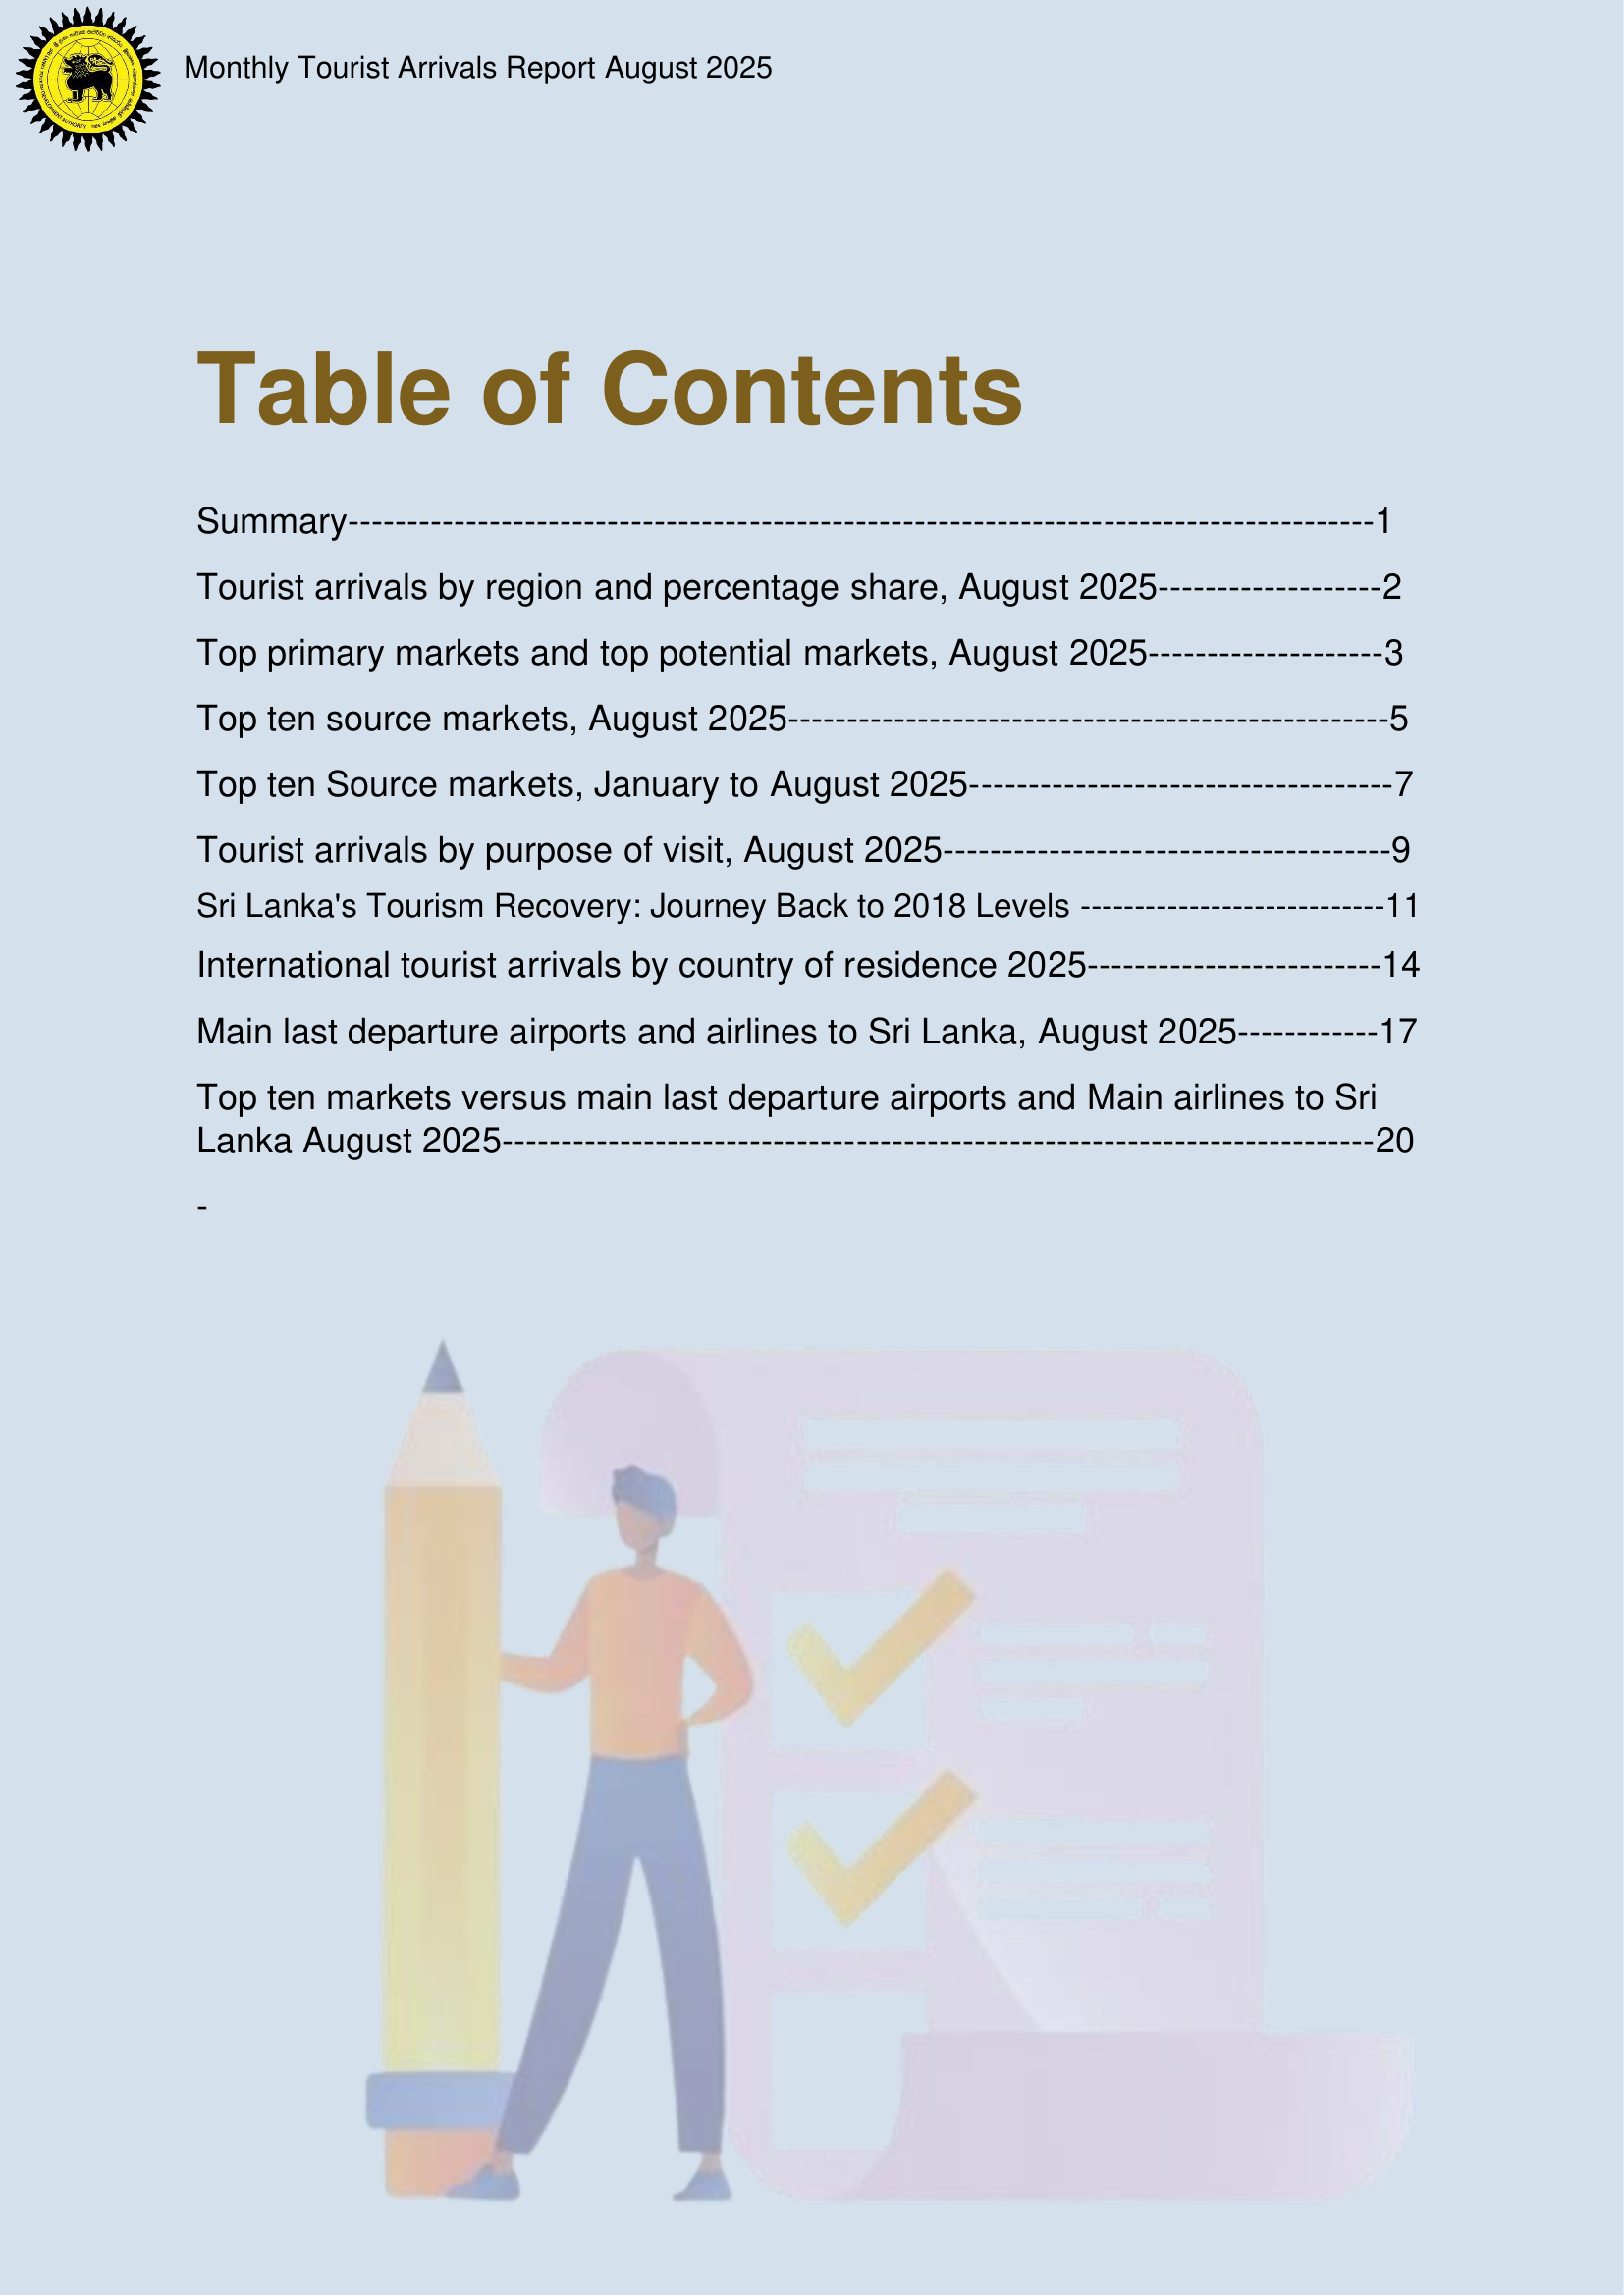 Monthly Tourist Arrivals Report August 2025
Table of Contents
Summary---------------------------------------------------------------------------------------1
Tourist arrivals by region and percentage share, August 2025-------------------2
Top primary markets and top potential markets, August 2025--------------------3
Top ten source markets, August 2025---------------------------------------------------5
Top ten Source markets, January to August 2025------------------------------------7
Tourist arrivals by purpose of visit, August 2025--------------------------------------9
Sri Lanka's Tourism Recovery: Journey Back to 2018 Levels ---------------------------11
International tourist arrivals by country of residence 2025-------------------------14
Main last departure airports and airlines to Sri Lanka, August 2025------------17
Top ten markets versus main last departure airports and Main airlines to Sri
Lanka August 2025--------------------------------------------------------------------------20
-